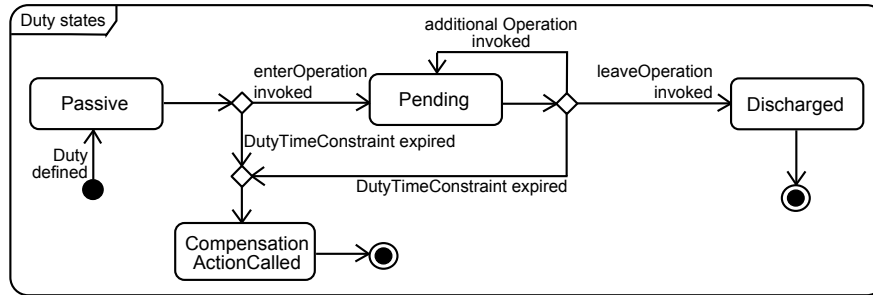 Duty states
additional Operation
invoked
enterOperation
invoked
leaveOperation
invoked
Passive
Pending
Discharged
DutyTimeConstraint expired
Duty
defined
DutyTimeConstraint expired
Compensation
ActionCalled